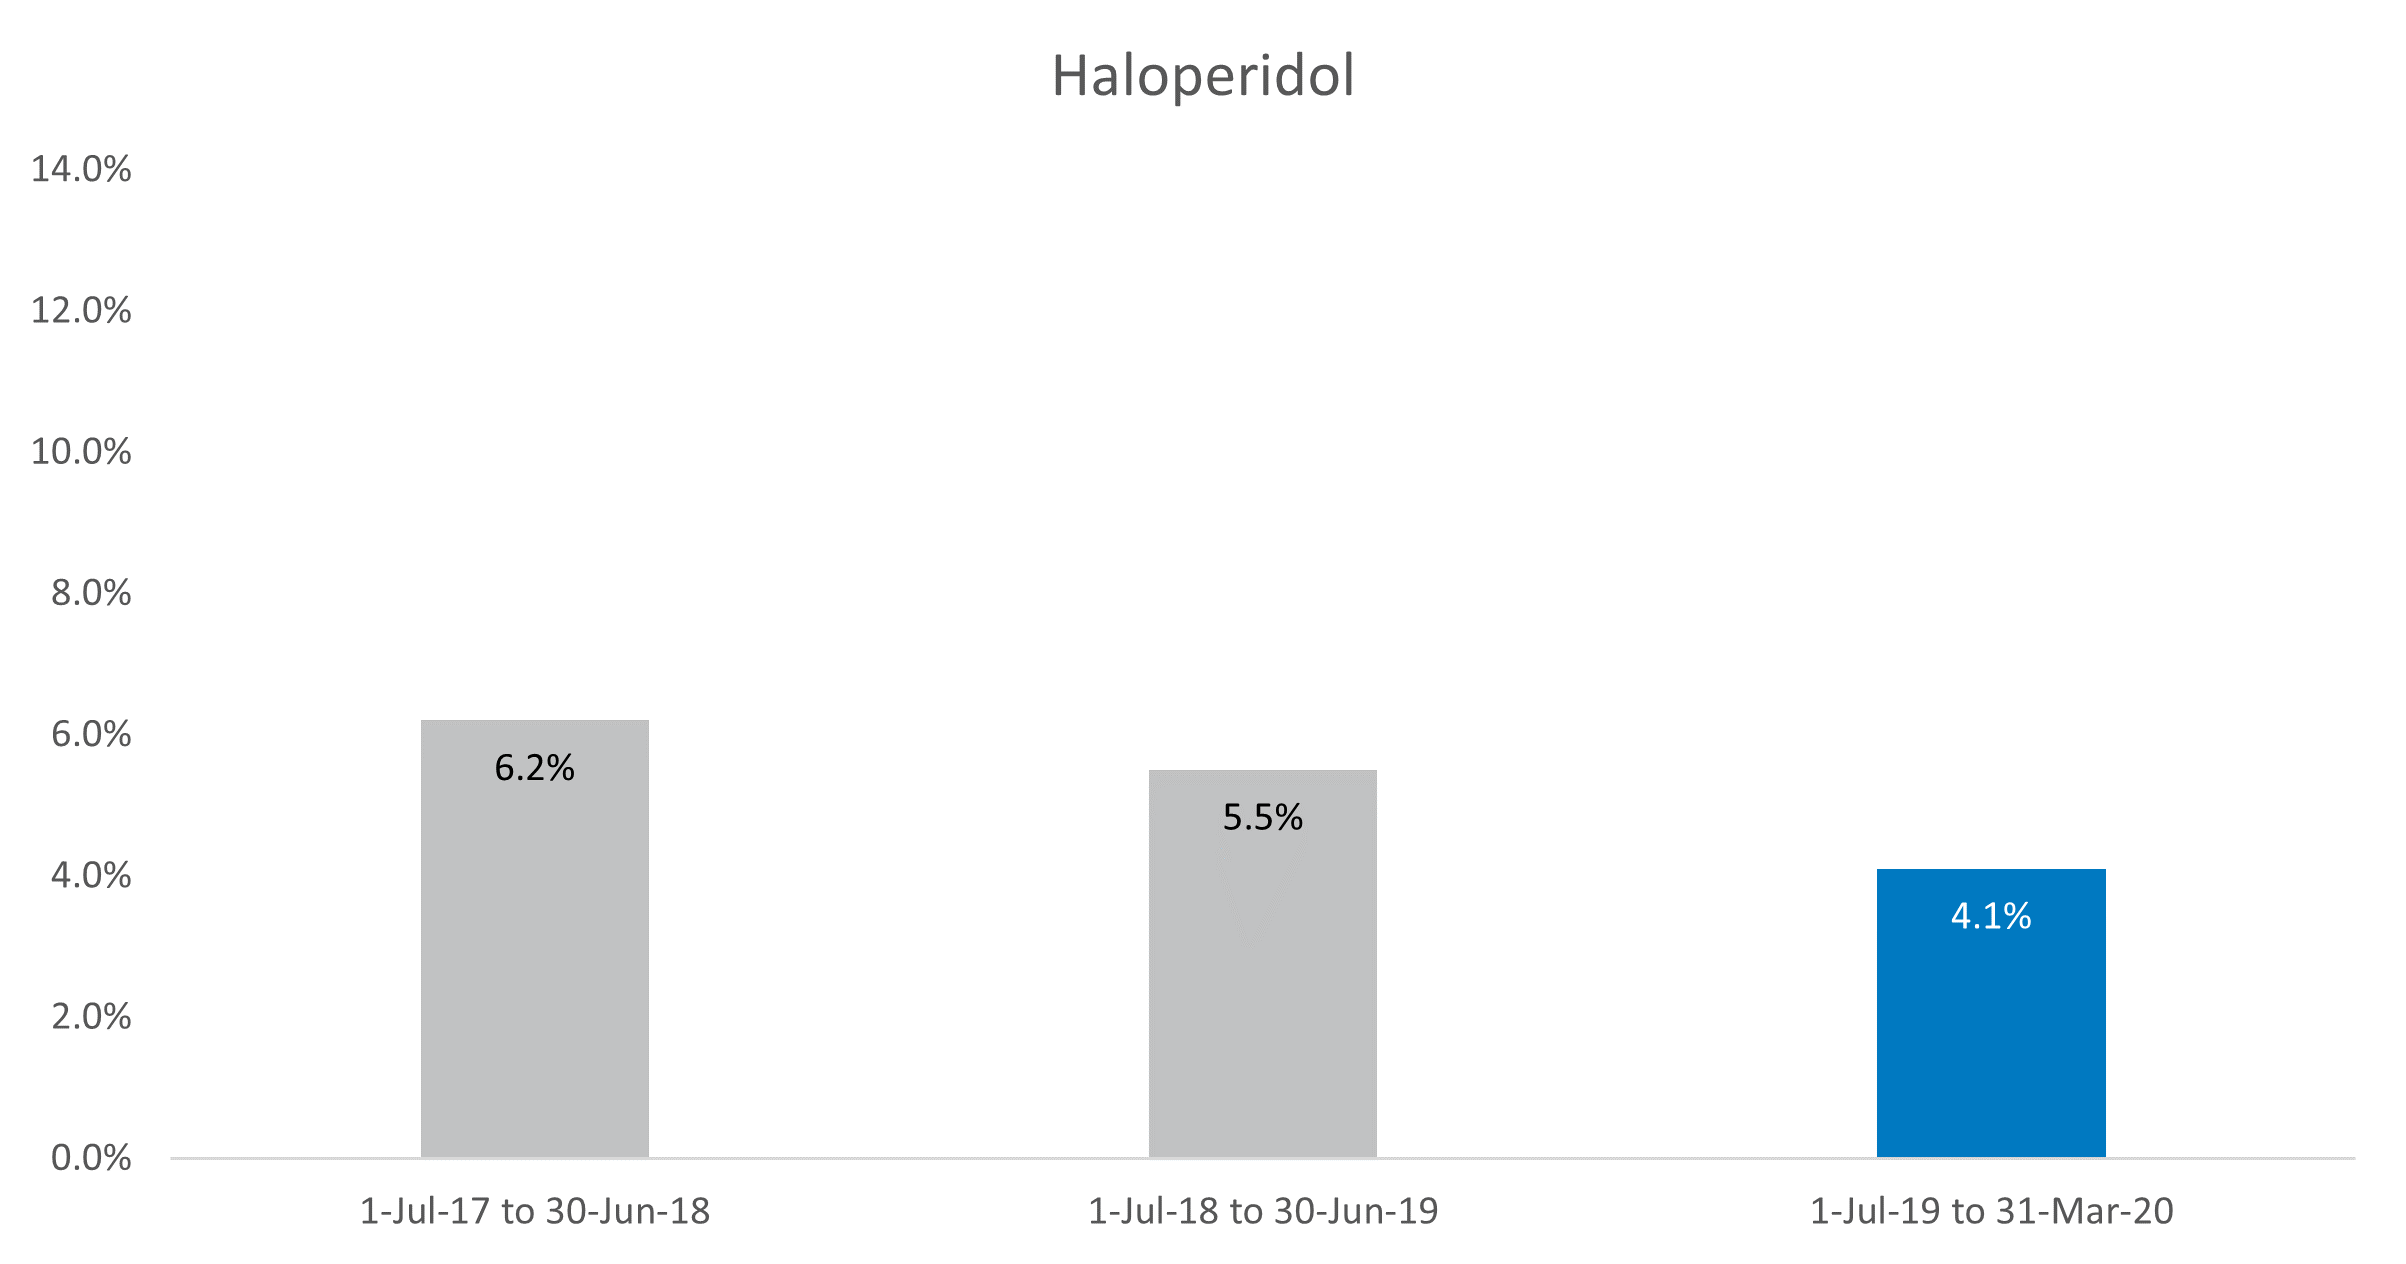 Haloperidol
14.0%
12.0%
10.0%
8.0%
6.0%
4.0%
2.0%
0.0%
6.2%
5.5%
4.1%
1-Jul-17 to 30-Jun-18
1-Jul-18 to 30-Jun-19
1-Jul-19 to 31-Mar-20